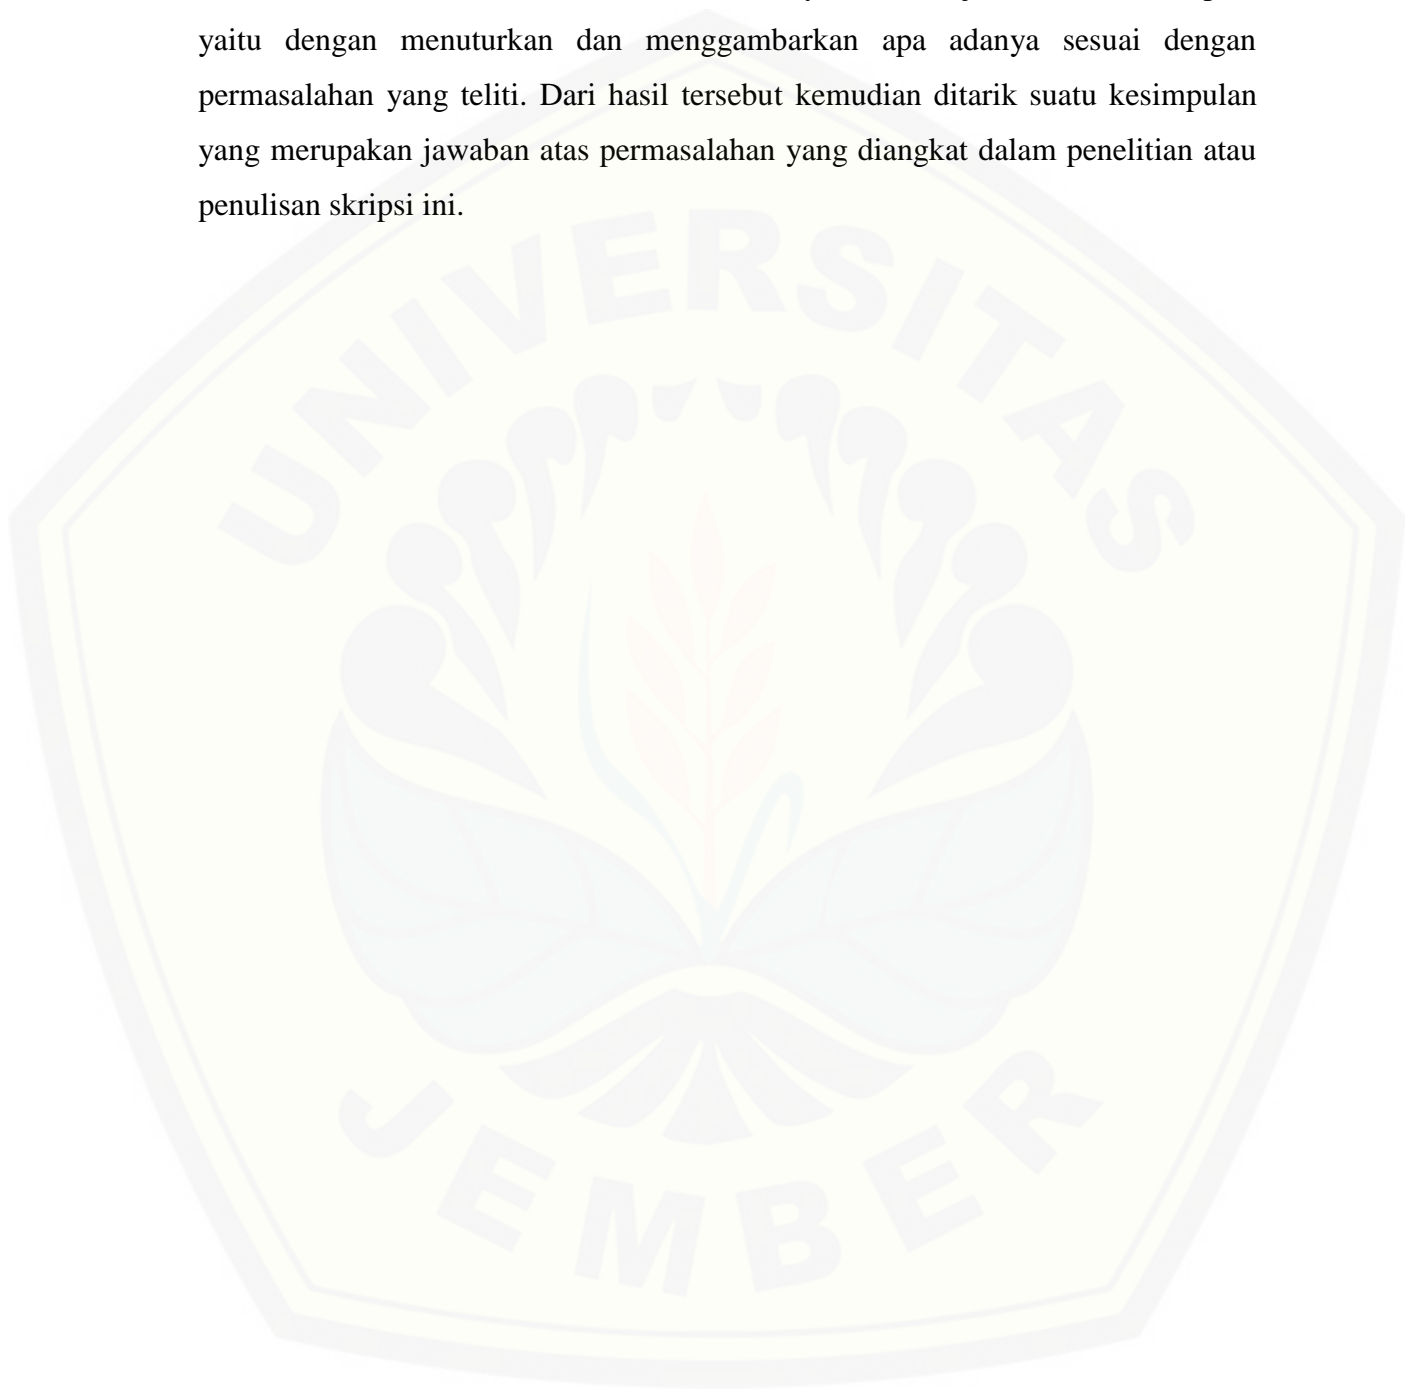 yaitu dengan menuturkan dan menggambarkan apa adanya sesuai dengan
permasalahan yang teliti. Dari hasil tersebut kemudian ditarik suatu kesimpulan
yang merupakan jawaban atas permasalahan yang diangkat dalam penelitian atau
penulisan skripsi ini.
UNIVERSITAS
JEMBER